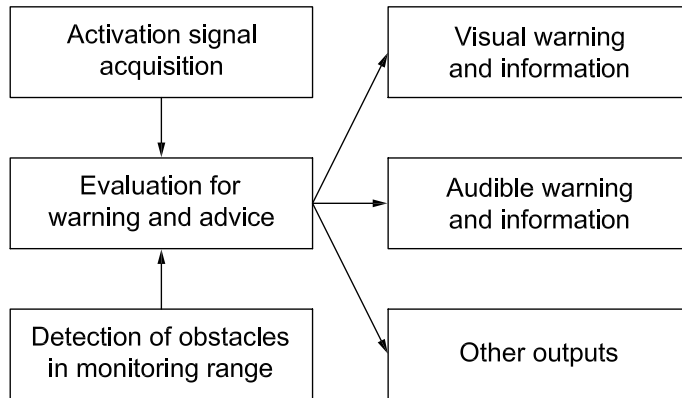 Activation signal
acquisition
Visual warning
and information
Evaluation for
warning and advice
Audible warning
and information
Detection of obstacles
in monitoring range
Other outputs